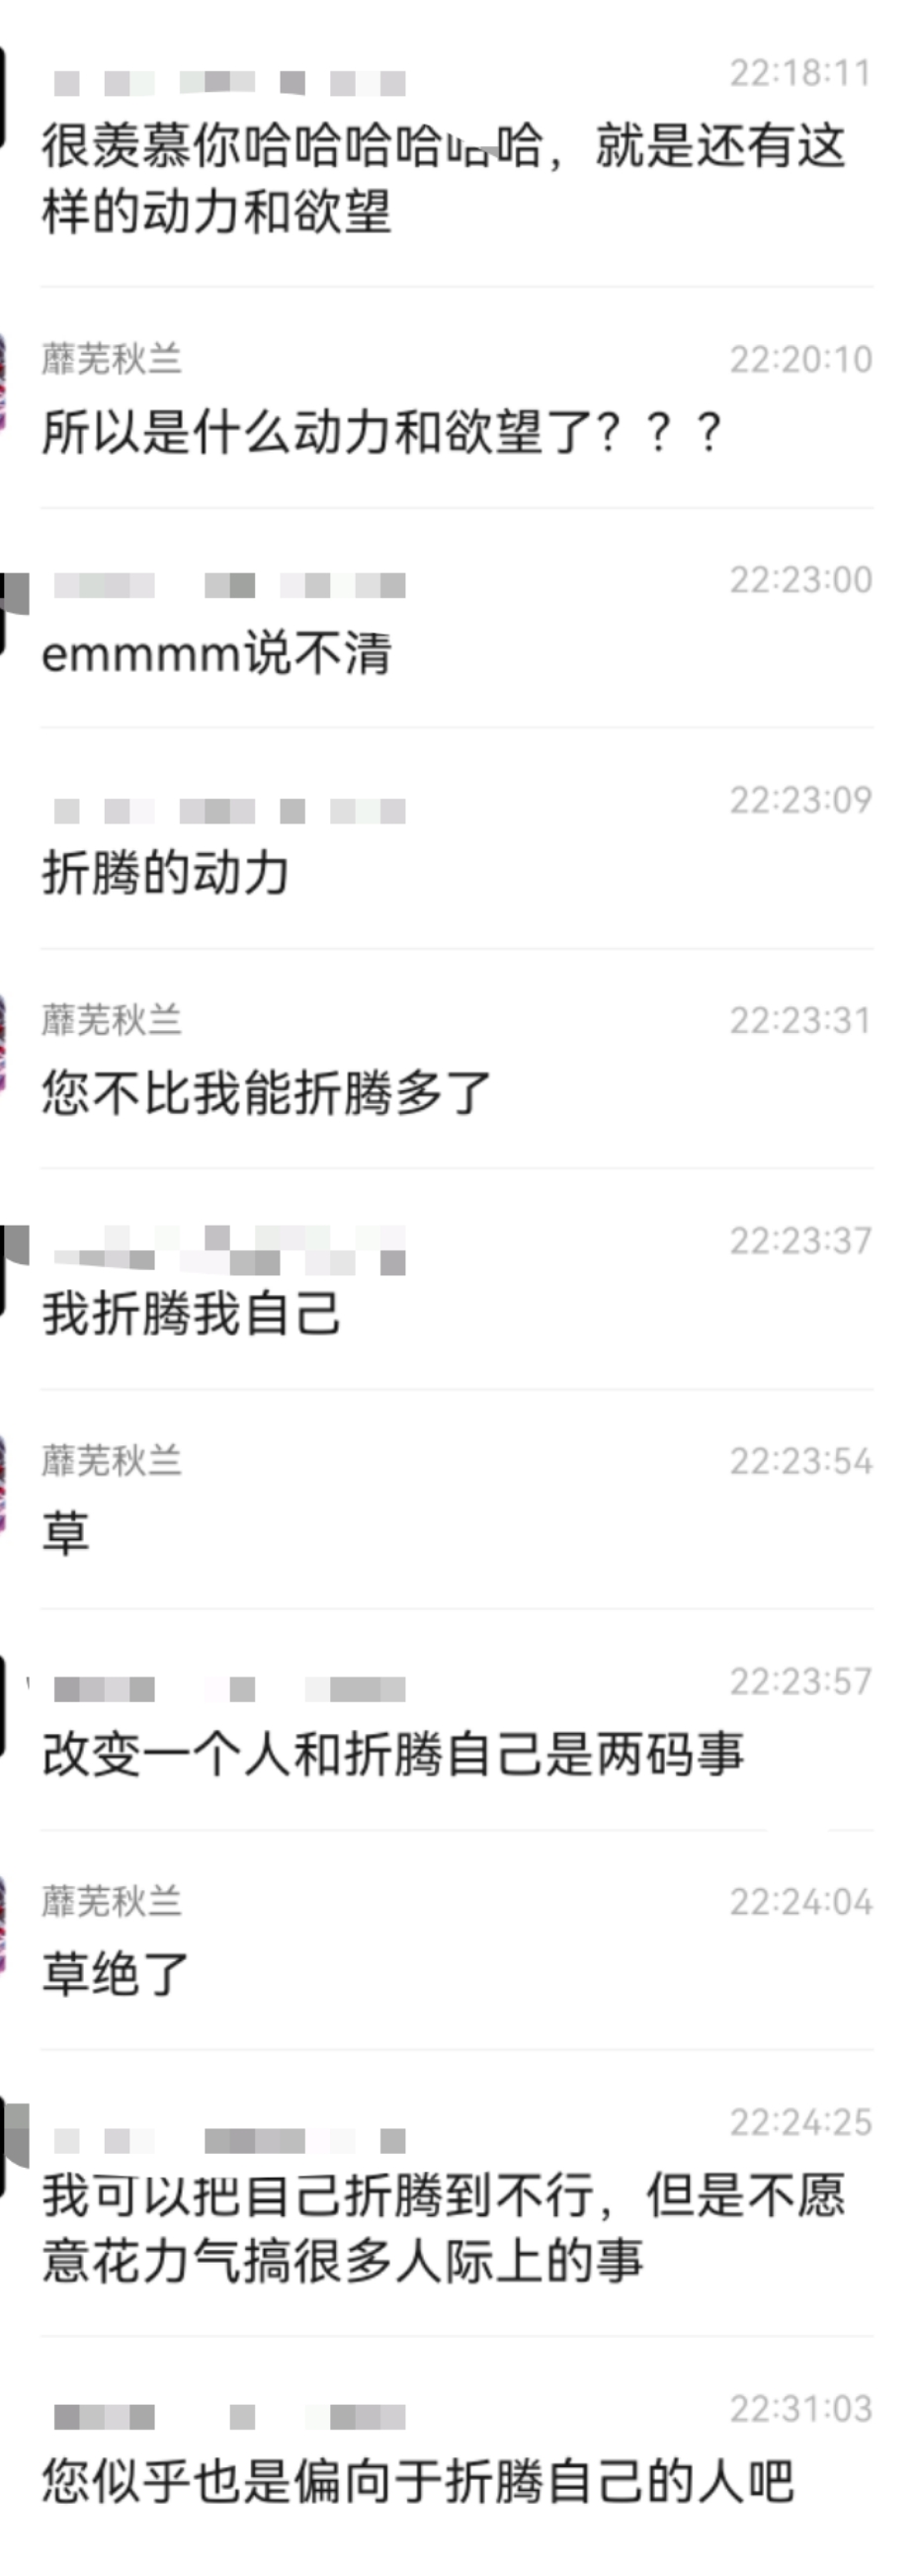 22:18:11
很羡慕你哈哈哈哈哈哈，就是还有这
样的动力和欲望
蘼芜秋兰 22:20:10
所以是什么动力和欲望了？？？
22:23:00
emmmm说不清
22:23:09
折腾的动力
蘼芜秋兰 22:23:31
您不比我能折腾多了
22:23:37
我折腾我自己
蘼芜秋兰 22:23:54
草
22:23:57
改变一个人和折腾自己是两码事
蘼芜秋兰 22:24:04
草绝了
22:24:25
我可以把自己折腾到不行，但是不愿
意花力气搞很多人际上的事
22:31:03
您似乎也是偏向于折腾自己的人吧